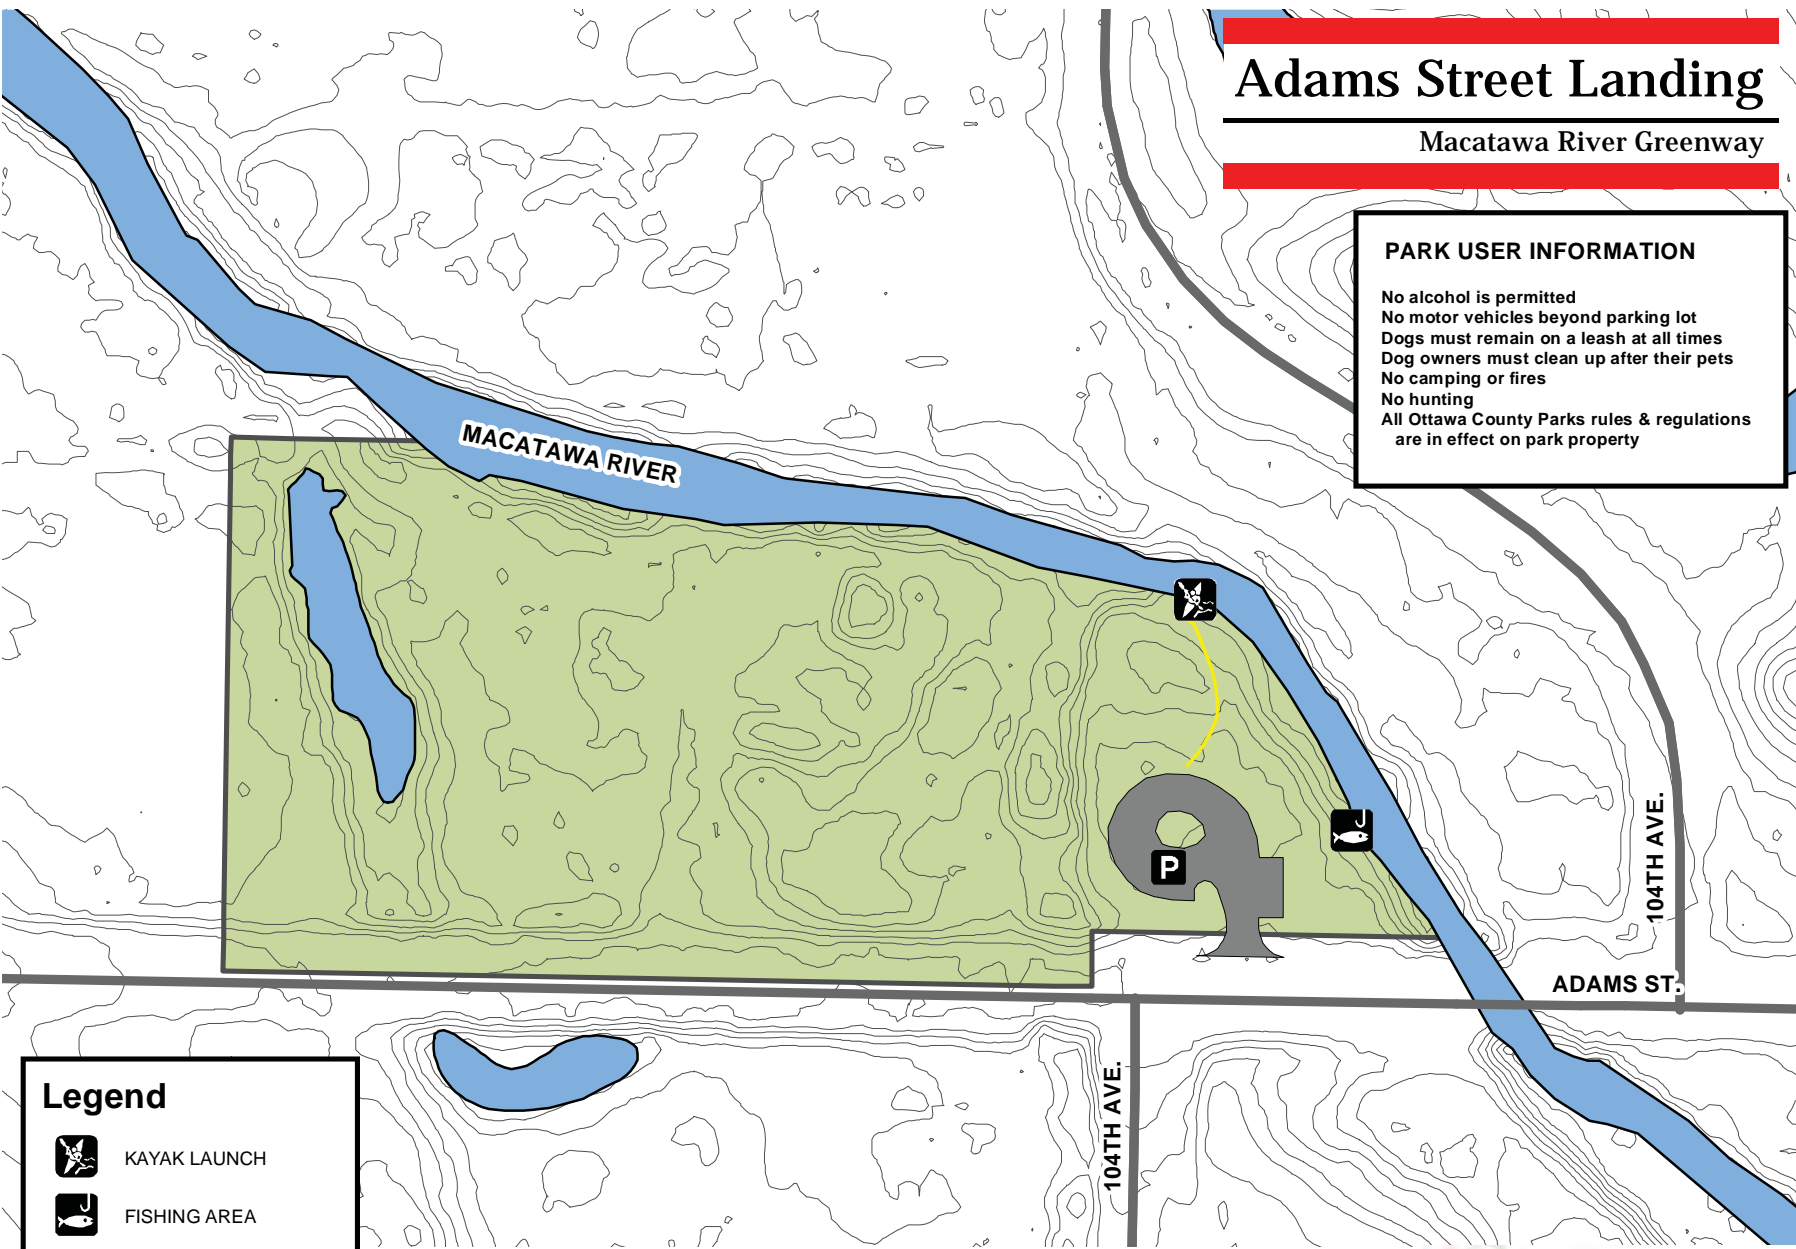 Adams Street Landing
Macatawa River Greenway
PARK USER INFORMATION
No alcohol is permitted
No motor vehicles beyond parking lot
Dogs must remain on a leash at all times
Dog owners must clean up after their pets
No camping or fires
No hunting
All Ottawa County Parks rules & regulations
are in effect on park property
MACATAWA RIVER
P
104TH AVE.
ADAMS ST.
104TH AVE.
Legend
KAYAK LAUNCH
FISHING AREA